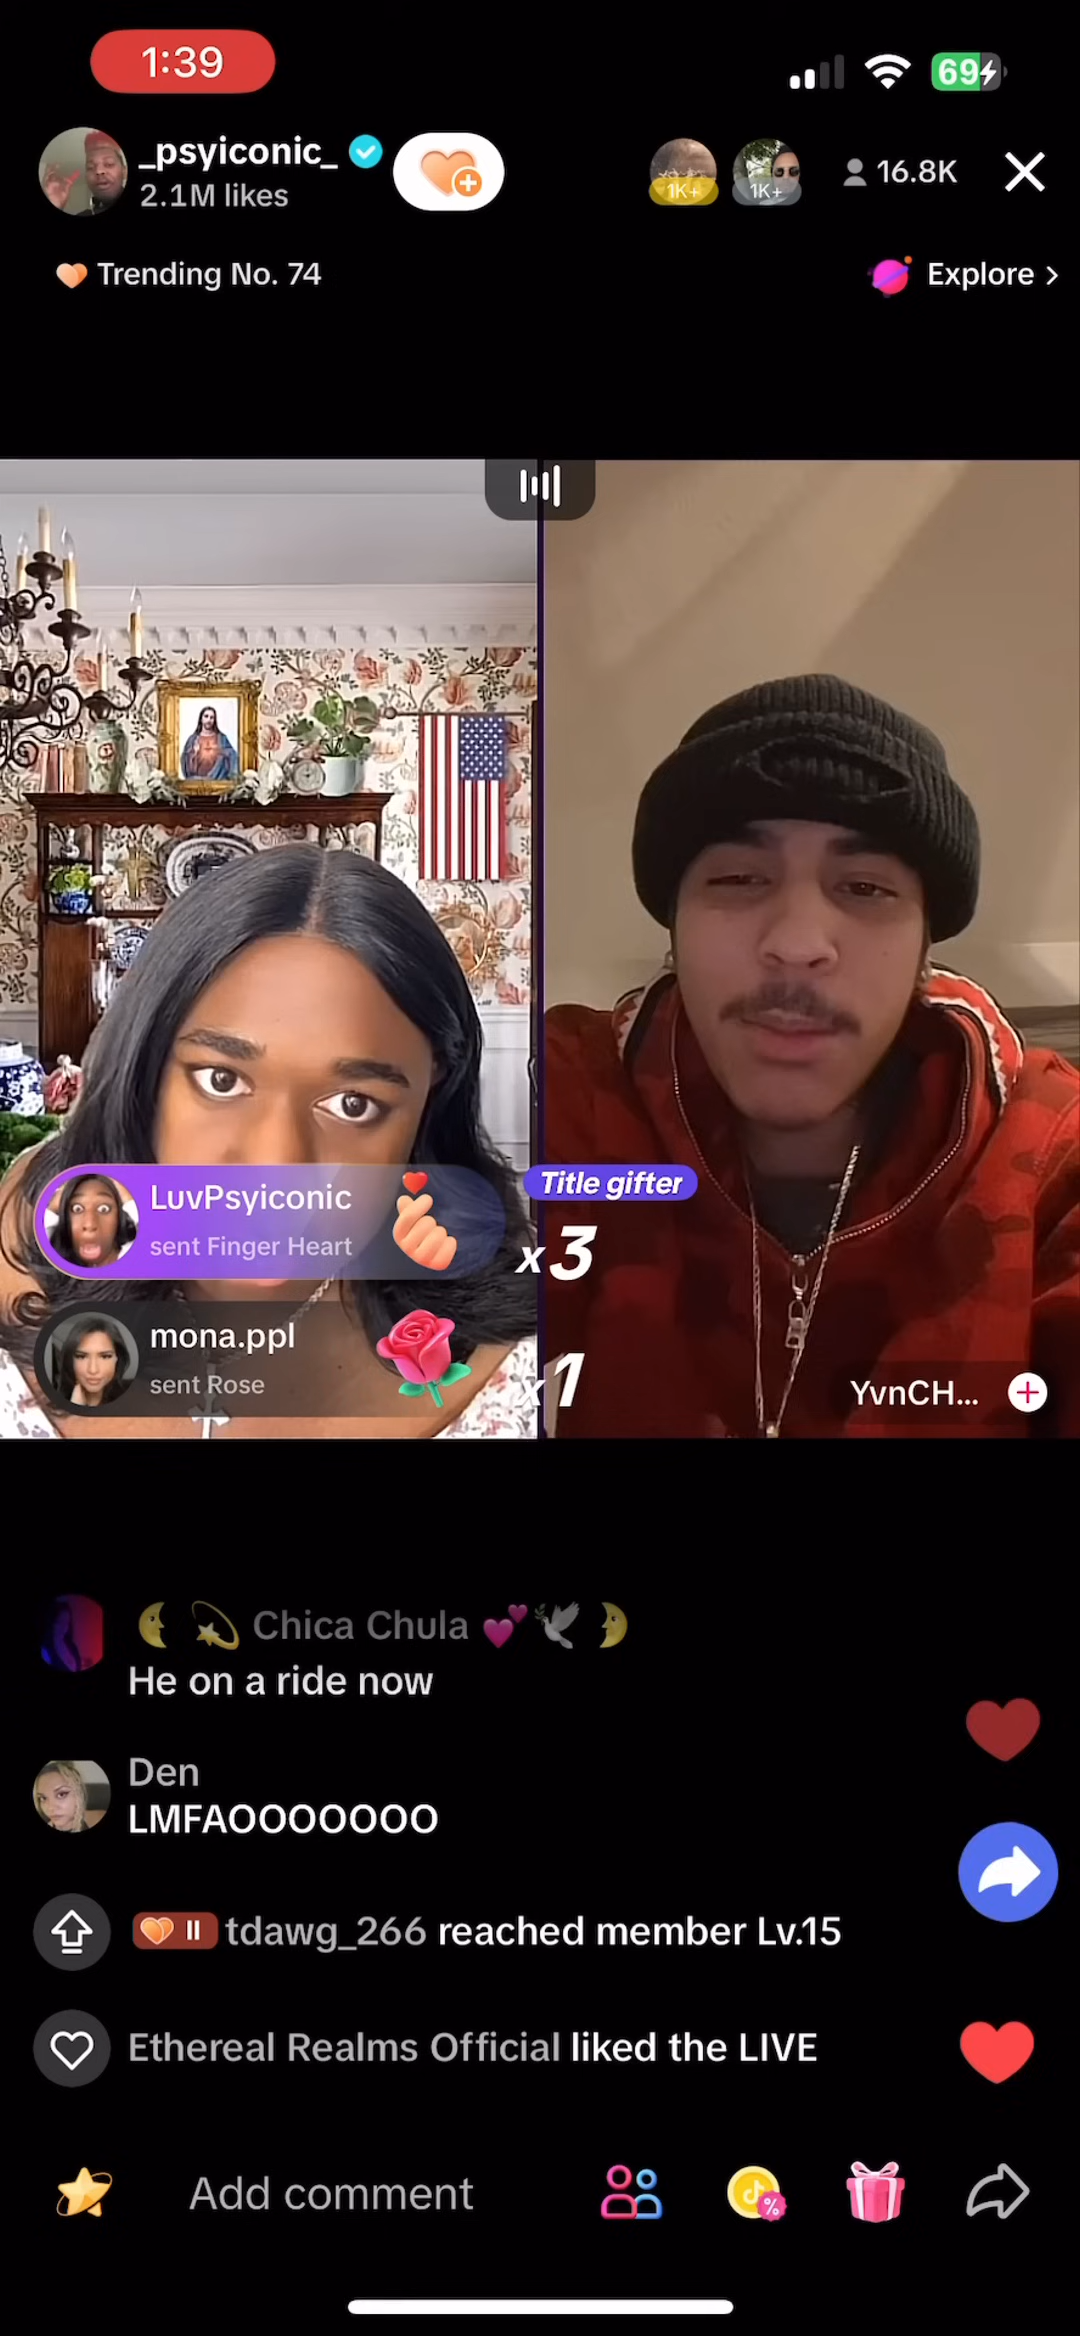 1:39
69
_psyiconic_
2.1M likes
1K+
1K+
16.8K
Trending No. 74
Explore >
LuvPsyiconic
sent Finger Heart
Title gifter
x3
mona.ppl
sent Rose
x1
YvnCH...
Chica Chula
He on a ride now
Den
LMFAOOOOOOO
II tdawg_266 reached member Lv.15
Ethereal Realms Official liked the LIVE
Add comment